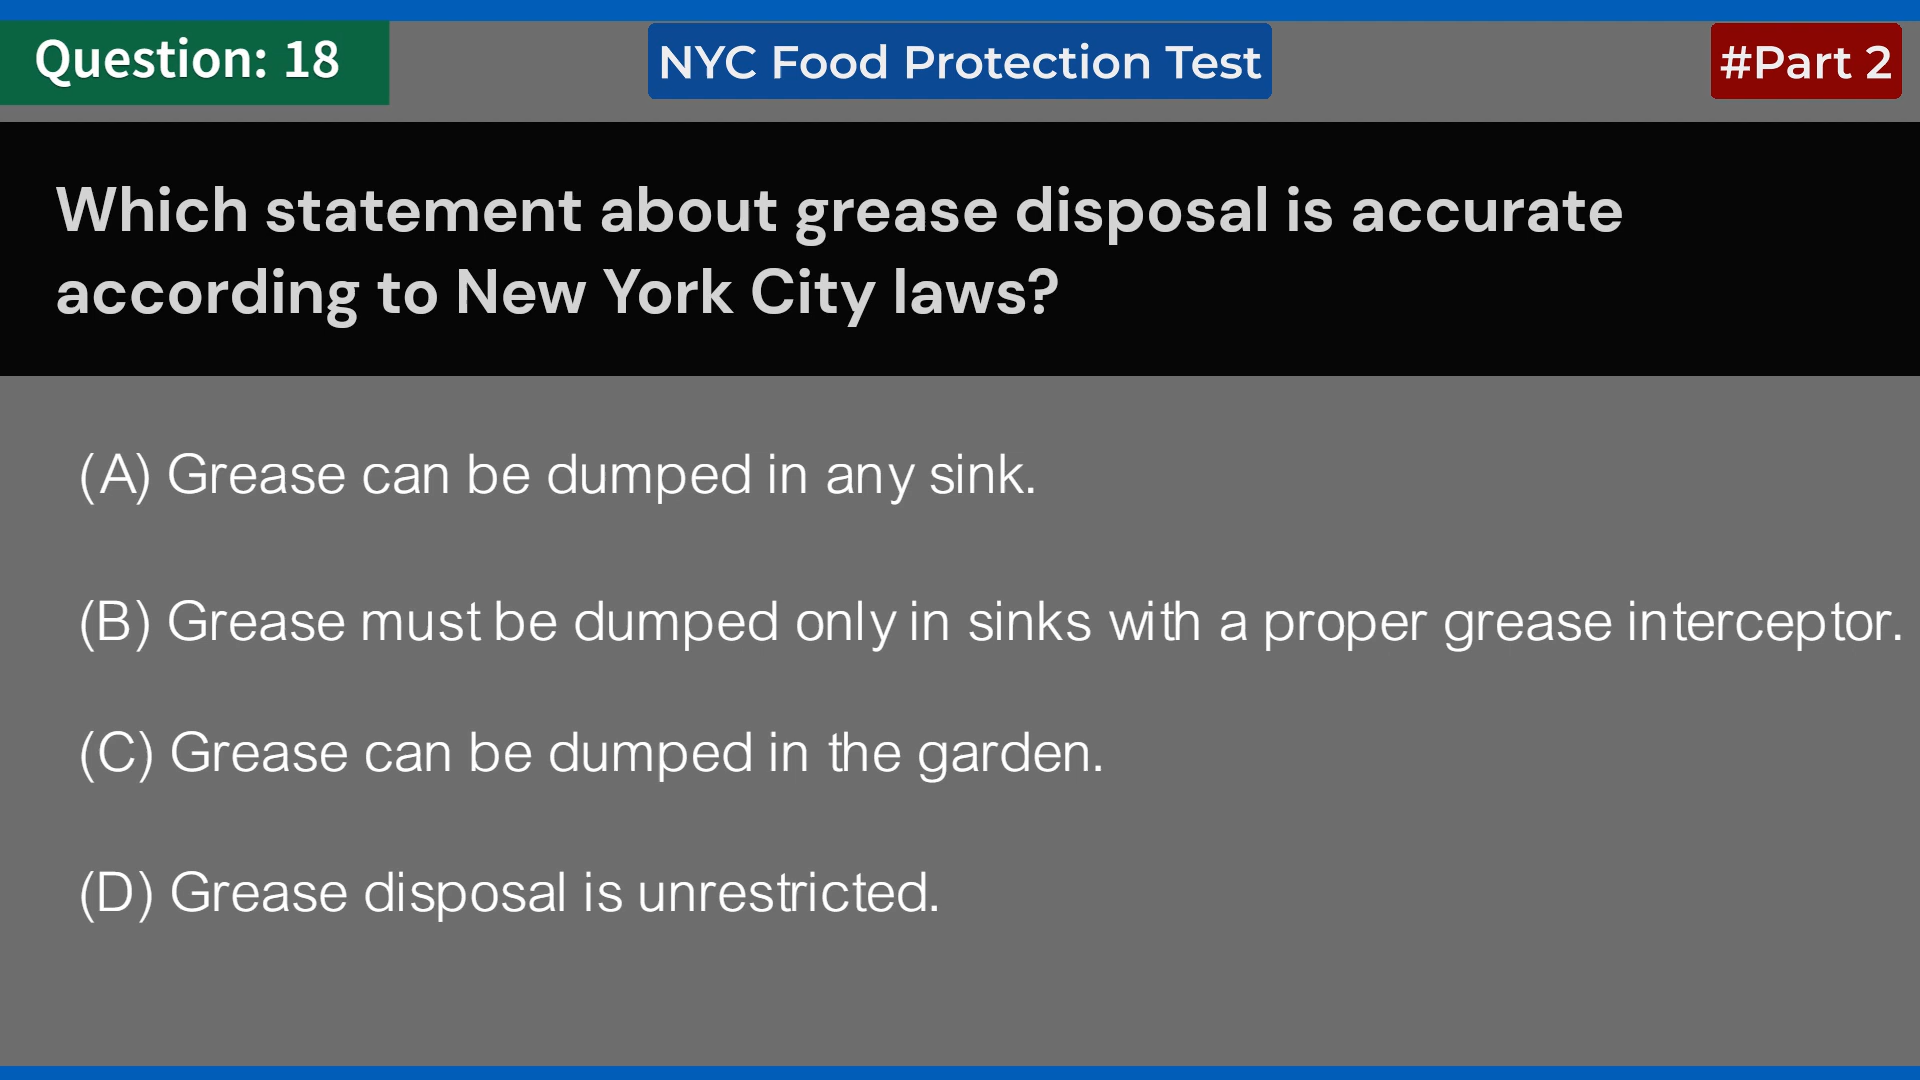 Question: 18
NYC Food Protection Test
#Part 2
Which statement about grease disposal is accurate
according to New York City laws?
(A) Grease can be dumped in any sink.
(B) Grease must be dumped only in sinks with a proper grease interceptor.
(C) Grease can be dumped in the garden.
(D) Grease disposal is unrestricted.